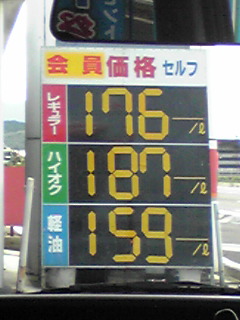 会員価格 セルフ
レギュラー 176 /ℓ
ハイオク 187 /ℓ
軽油 159 /ℓ